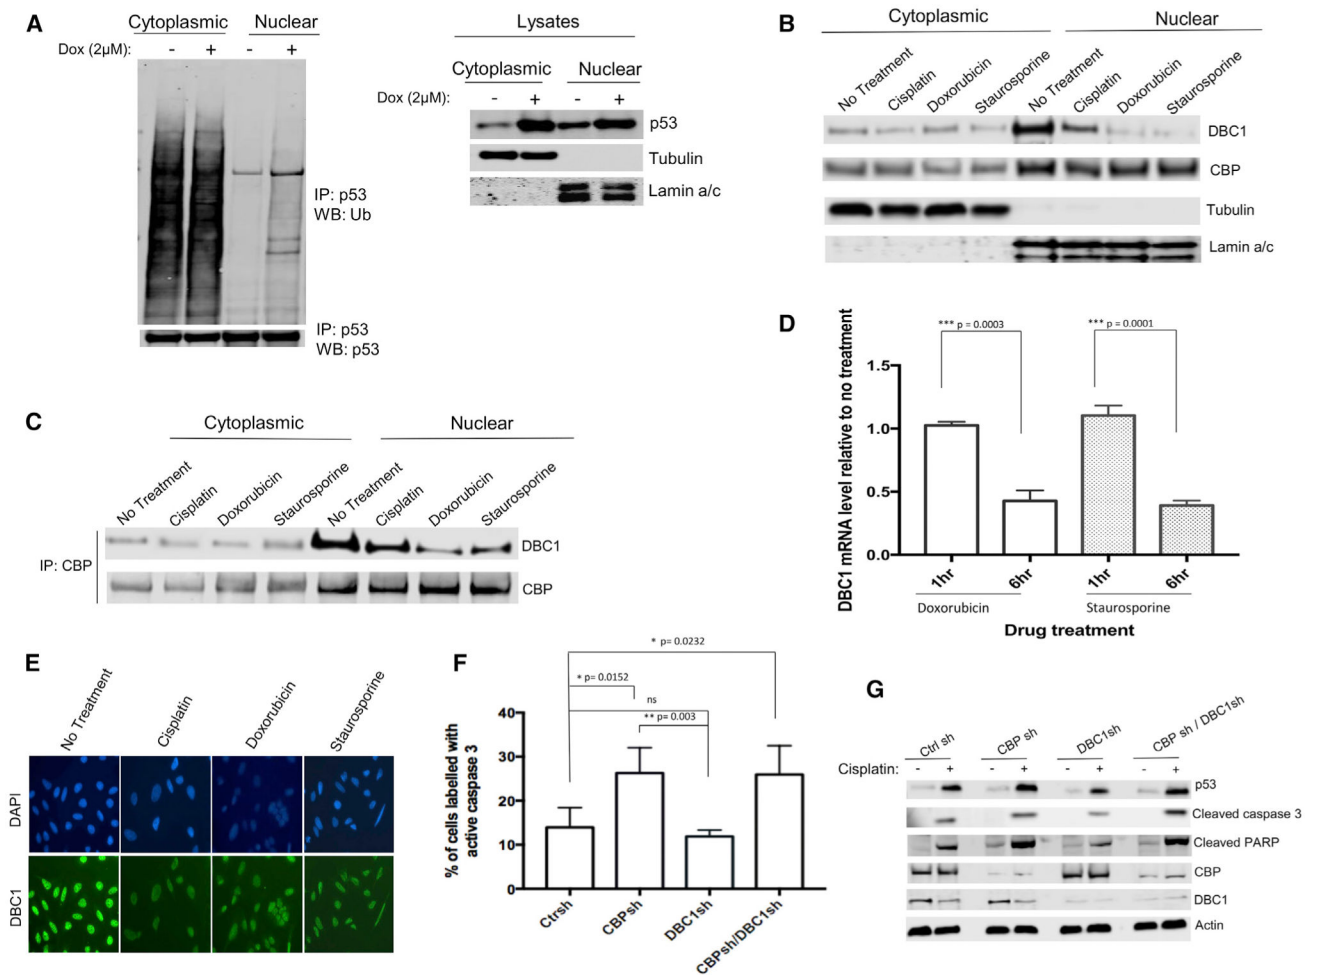 A
Cytoplasmic Nuclear
Dox (2µM): - + - +
IP: p53
WB: Ub
IP: p53
WB: p53
Lysates
Cytoplasmic Nuclear
Dox (2µM): - + - +
p53
Tubulin
Lamin a/c
B
Cytoplasmic Nuclear
No Treatment Cisplatin Doxorubicin Staurosporine No Treatment Cisplatin Doxorubicin Staurosporine
DBC1
CBP
Tubulin
Lamin a/c
C
Cytoplasmic Nuclear
No Treatment Cisplatin Doxorubicin Staurosporine No Treatment Cisplatin Doxorubicin Staurosporine
IP: CBP
DBC1
CBP
D
*** p = 0.0003 *** p = 0.0001
DBC1 mRNA level relative to no treatment
1.5
1.0
0.5
0.0
1hr 6hr 1hr 6hr
Doxorubicin Staurosporine
Drug treatment
E
No Treatment Cisplatin Doxorubicin Staurosporine
DAPI
DBC1
F
* p= 0.0232
* p= 0.0152
ns
** p= 0.003
% of cells labelled with
active caspase 3
40
30
20
10
0
Ctrsh CBPsh DBC1sh CBPsh/DBC1sh
G
Ctrl sh CBP sh DBC1sh CBP sh / DBC1sh
Cisplatin: - + - + - + - +
p53
Cleaved caspase 3
Cleaved PARP
CBP
DBC1
Actin